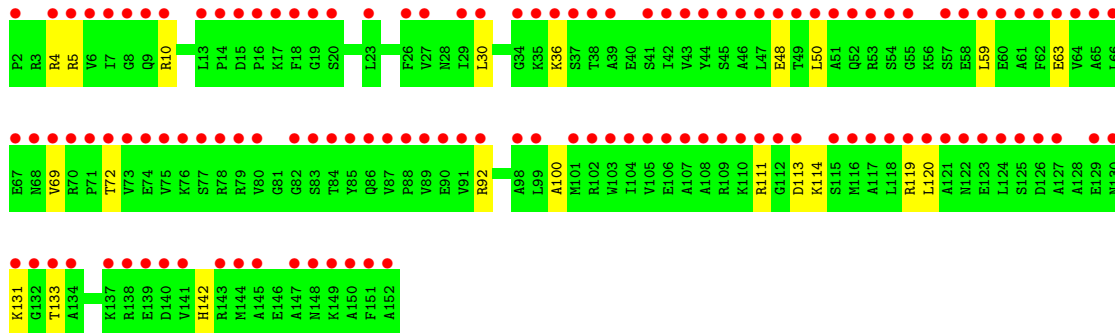 P2 R3 R4 R5 V6 I7 G8 Q9 R10 L13 P14 D15 P16 K17 F18 G19 S20 L23 F26 V27 N28 I29 L30 G34 K35 K36 S37 T38 A39 E40 S41 I42 V43 Y44 S45 A46 L47 E48 T49 L50 A51 Q52 R53 S54 G55 K56 S57 E58 L59 E60 A61 F62 E63 V64 A65 L66
E67 N68 V69 R70 P71 T72 V73 E74 V75 K76 S77 R78 R79 V80 G81 G82 S83 T84 Y85 Q86 V87 P88 V89 E90 V91 R92 A98 L99 A100 M101 R102 W103 I104 V105 E106 A107 A108 R109 K110 R111 G112 D113 K114 S115 M116 A117 L118 R119 L120 A121 N122 E123 L124 S125 D126 A127 A128 E129 N130
K131 G132 T133 A134 K137 R138 E139 D140 V141 H142 R143 M144 A145 E146 A147 N148 K149 A150 F151 A152